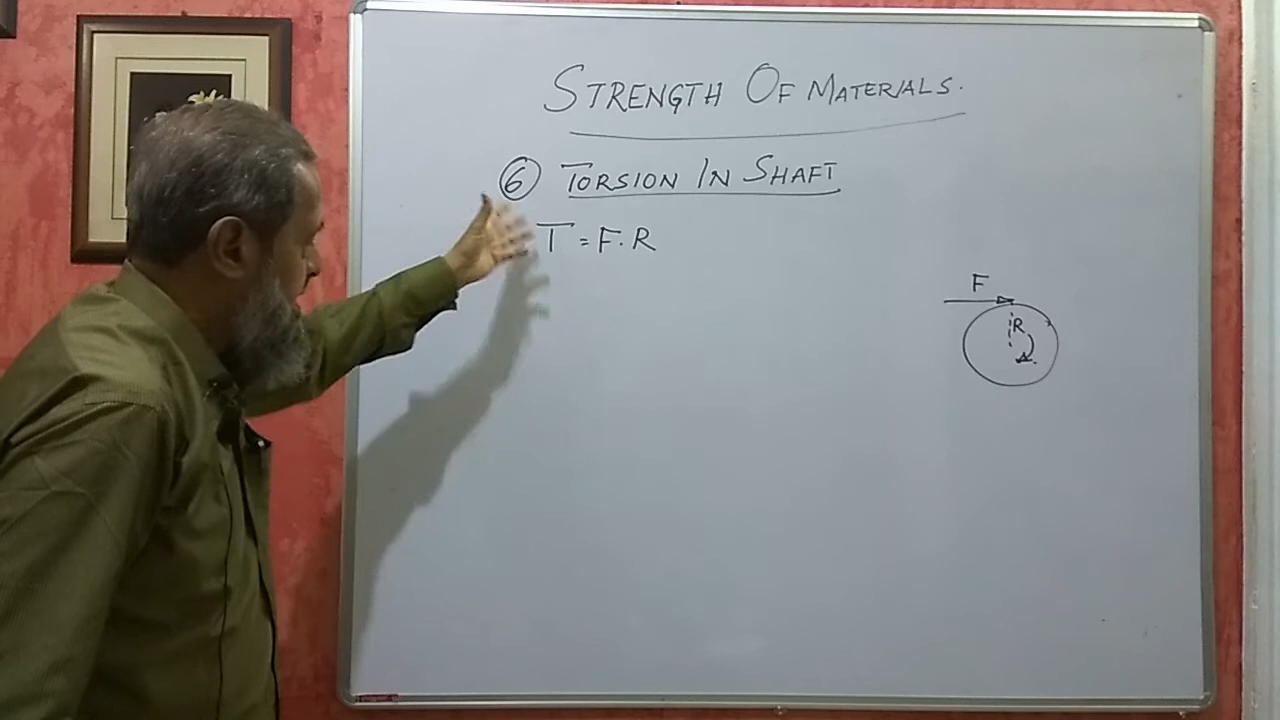 STRENGTH OF MATERIALS.
6 TORSION IN SHAFT
T = F.R
F
R